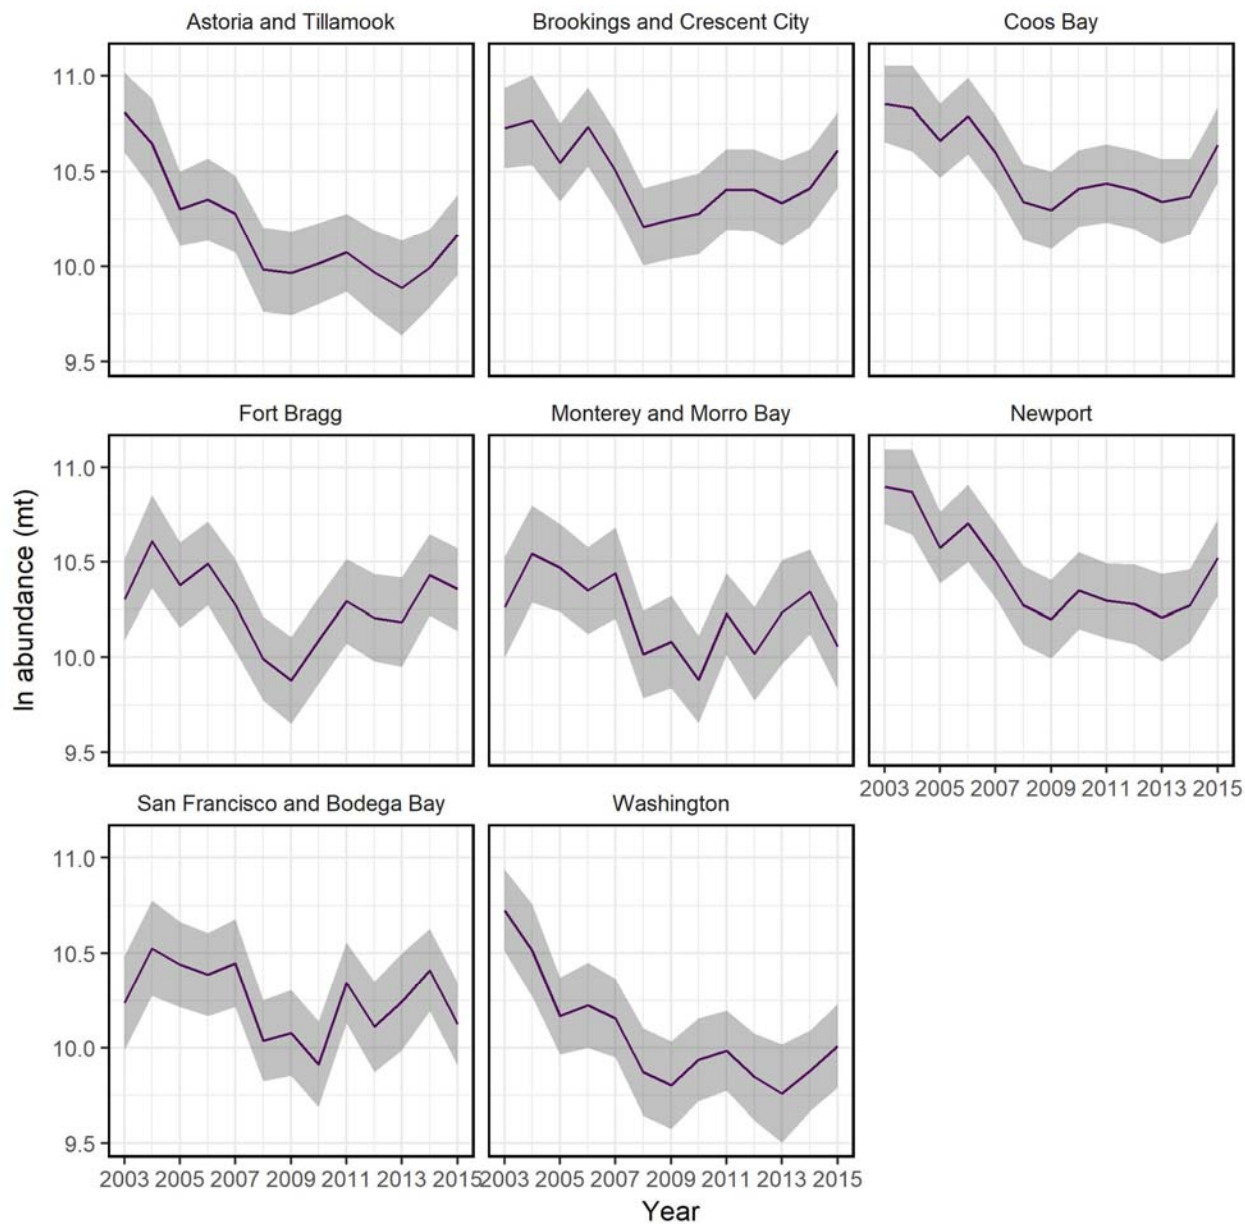 Astoria and Tillamook
Brookings and Crescent City
Coos Bay
11.0
10.5
10.0
9.5
Fort Bragg
Monterey and Morro Bay
Newport
11.0
10.5
10.0
9.5
2003 2005 2007 2009 2011 2013 2015
San Francisco and Bodega Bay
Washington
11.0
10.5
10.0
9.5
2003 2005 2007 2009 2011 2013 2015
2003 2005 2007 2009 2011 2013 2015
ln abundance (mt)
Year